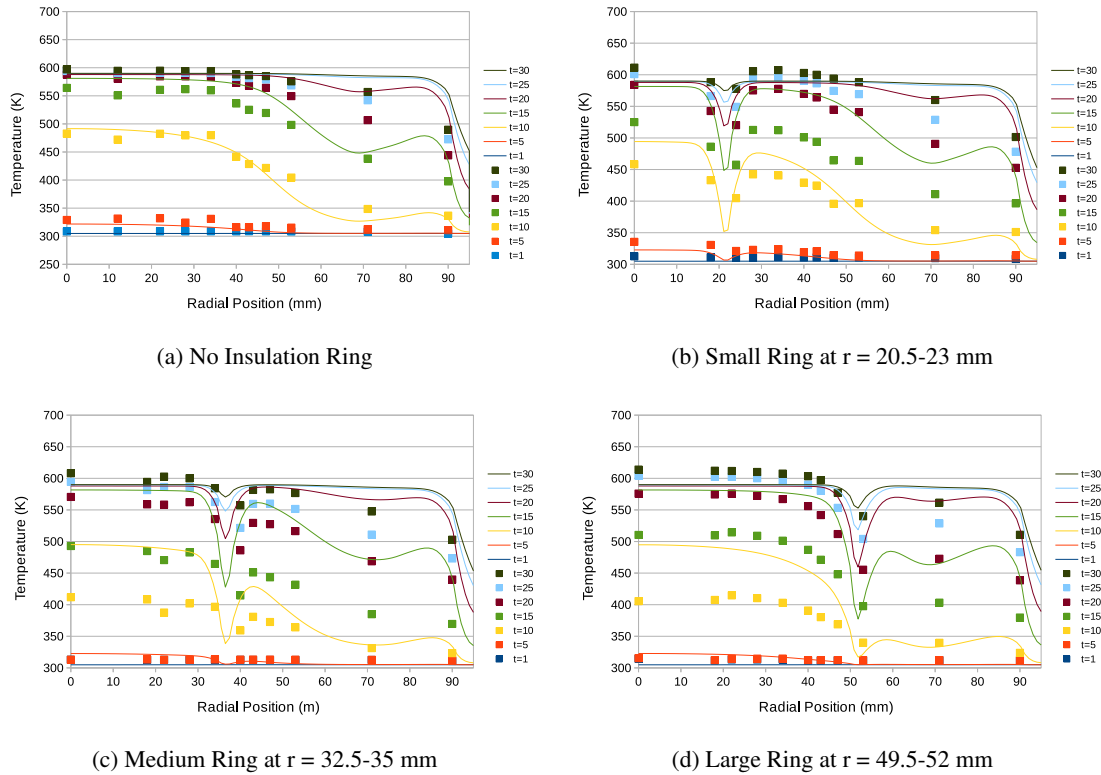 700
650
600
550
500
450
400
350
300
250
Temperature (K)
0 10 20 30 40 50 60 70 80 90
Radial Position (mm)
t=30
t=25
t=20
t=15
t=10
t=5
t=1
t=30
t=25
t=20
t=15
t=10
t=5
t=1
(a) No Insulation Ring
700
650
600
550
500
450
400
350
300
Temperature (K)
0 10 20 30 40 50 60 70 80 90
Radial Position (mm)
t=30
t=25
t=20
t=15
t=10
t=5
t=1
t=30
t=25
t=20
t=15
t=10
t=5
t=1
(b) Small Ring at r = 20.5-23 mm
700
650
600
550
500
450
400
350
300
Temperature (K)
0 10 20 30 40 50 60 70 80 90
Radial Position (m)
t=30
t=25
t=20
t=15
t=10
t=5
t=1
t=30
t=25
t=20
t=15
t=10
t=5
t=1
(c) Medium Ring at r = 32.5-35 mm
700
650
600
550
500
450
400
350
300
Temperature (K)
0 10 20 30 40 50 60 70 80 90
Radial Position (mm)
t=30
t=25
t=20
t=15
t=10
t=5
t=1
t=30
t=25
t=20
t=15
t=10
t=5
t=1
(d) Large Ring at r = 49.5-52 mm